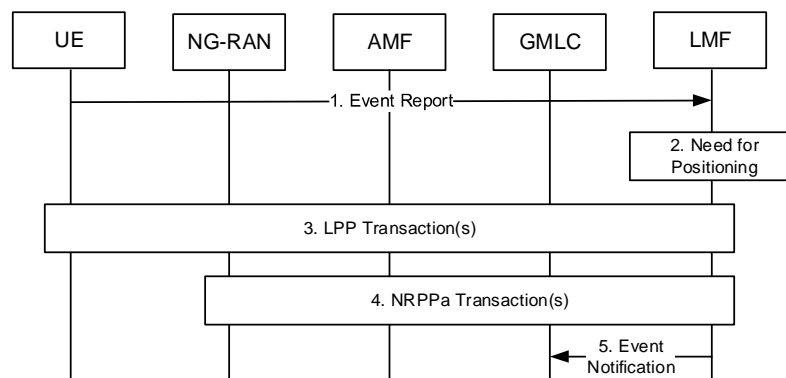 UE
NG-RAN
AMF
GMLC
LMF
1. Event Report
2. Need for
Positioning
3. LPP Transaction(s)
4. NRPPa Transaction(s)
5. Event
Notification